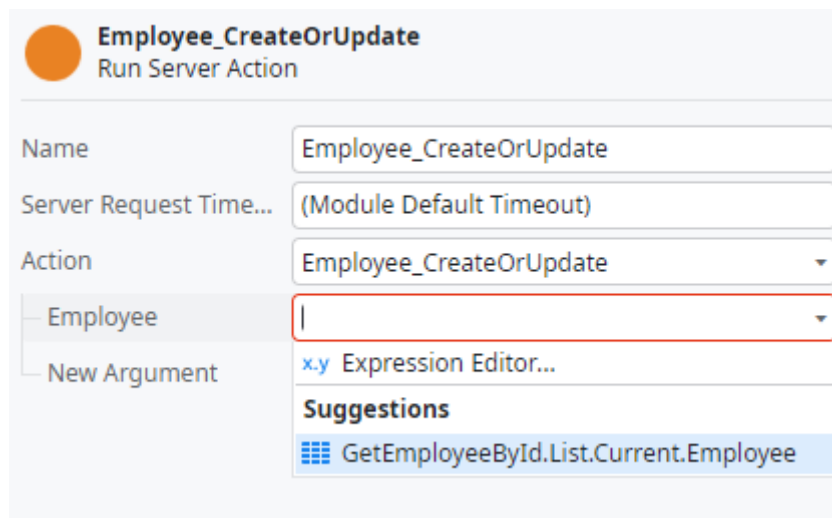 Employee_CreateOrUpdate
Run Server Action
Name
Employee_CreateOrUpdate
Server Request Time...
(Module Default Timeout)
Action
Employee_CreateOrUpdate
Employee
x.y Expression Editor...
New Argument
Suggestions
GetEmployeeById.List.Current.Employee